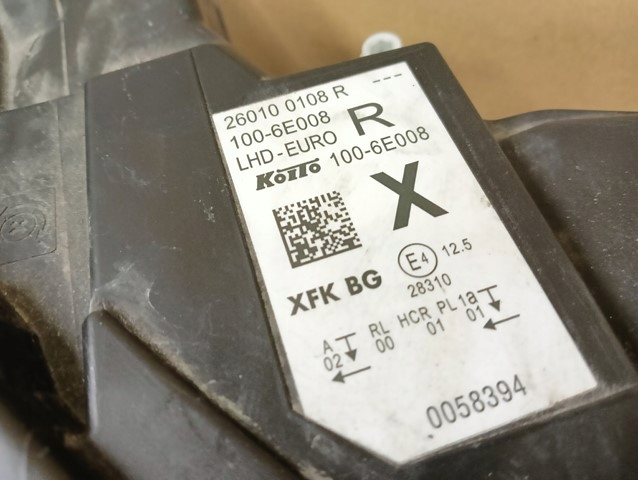 26010 0108 R
---
100-6E008
R
LHD-EURO
KOITO 100-6E008
X
E4 12.5
XFK BG
28310
A RL HCR PL 1a
02 00 01 01
0058394